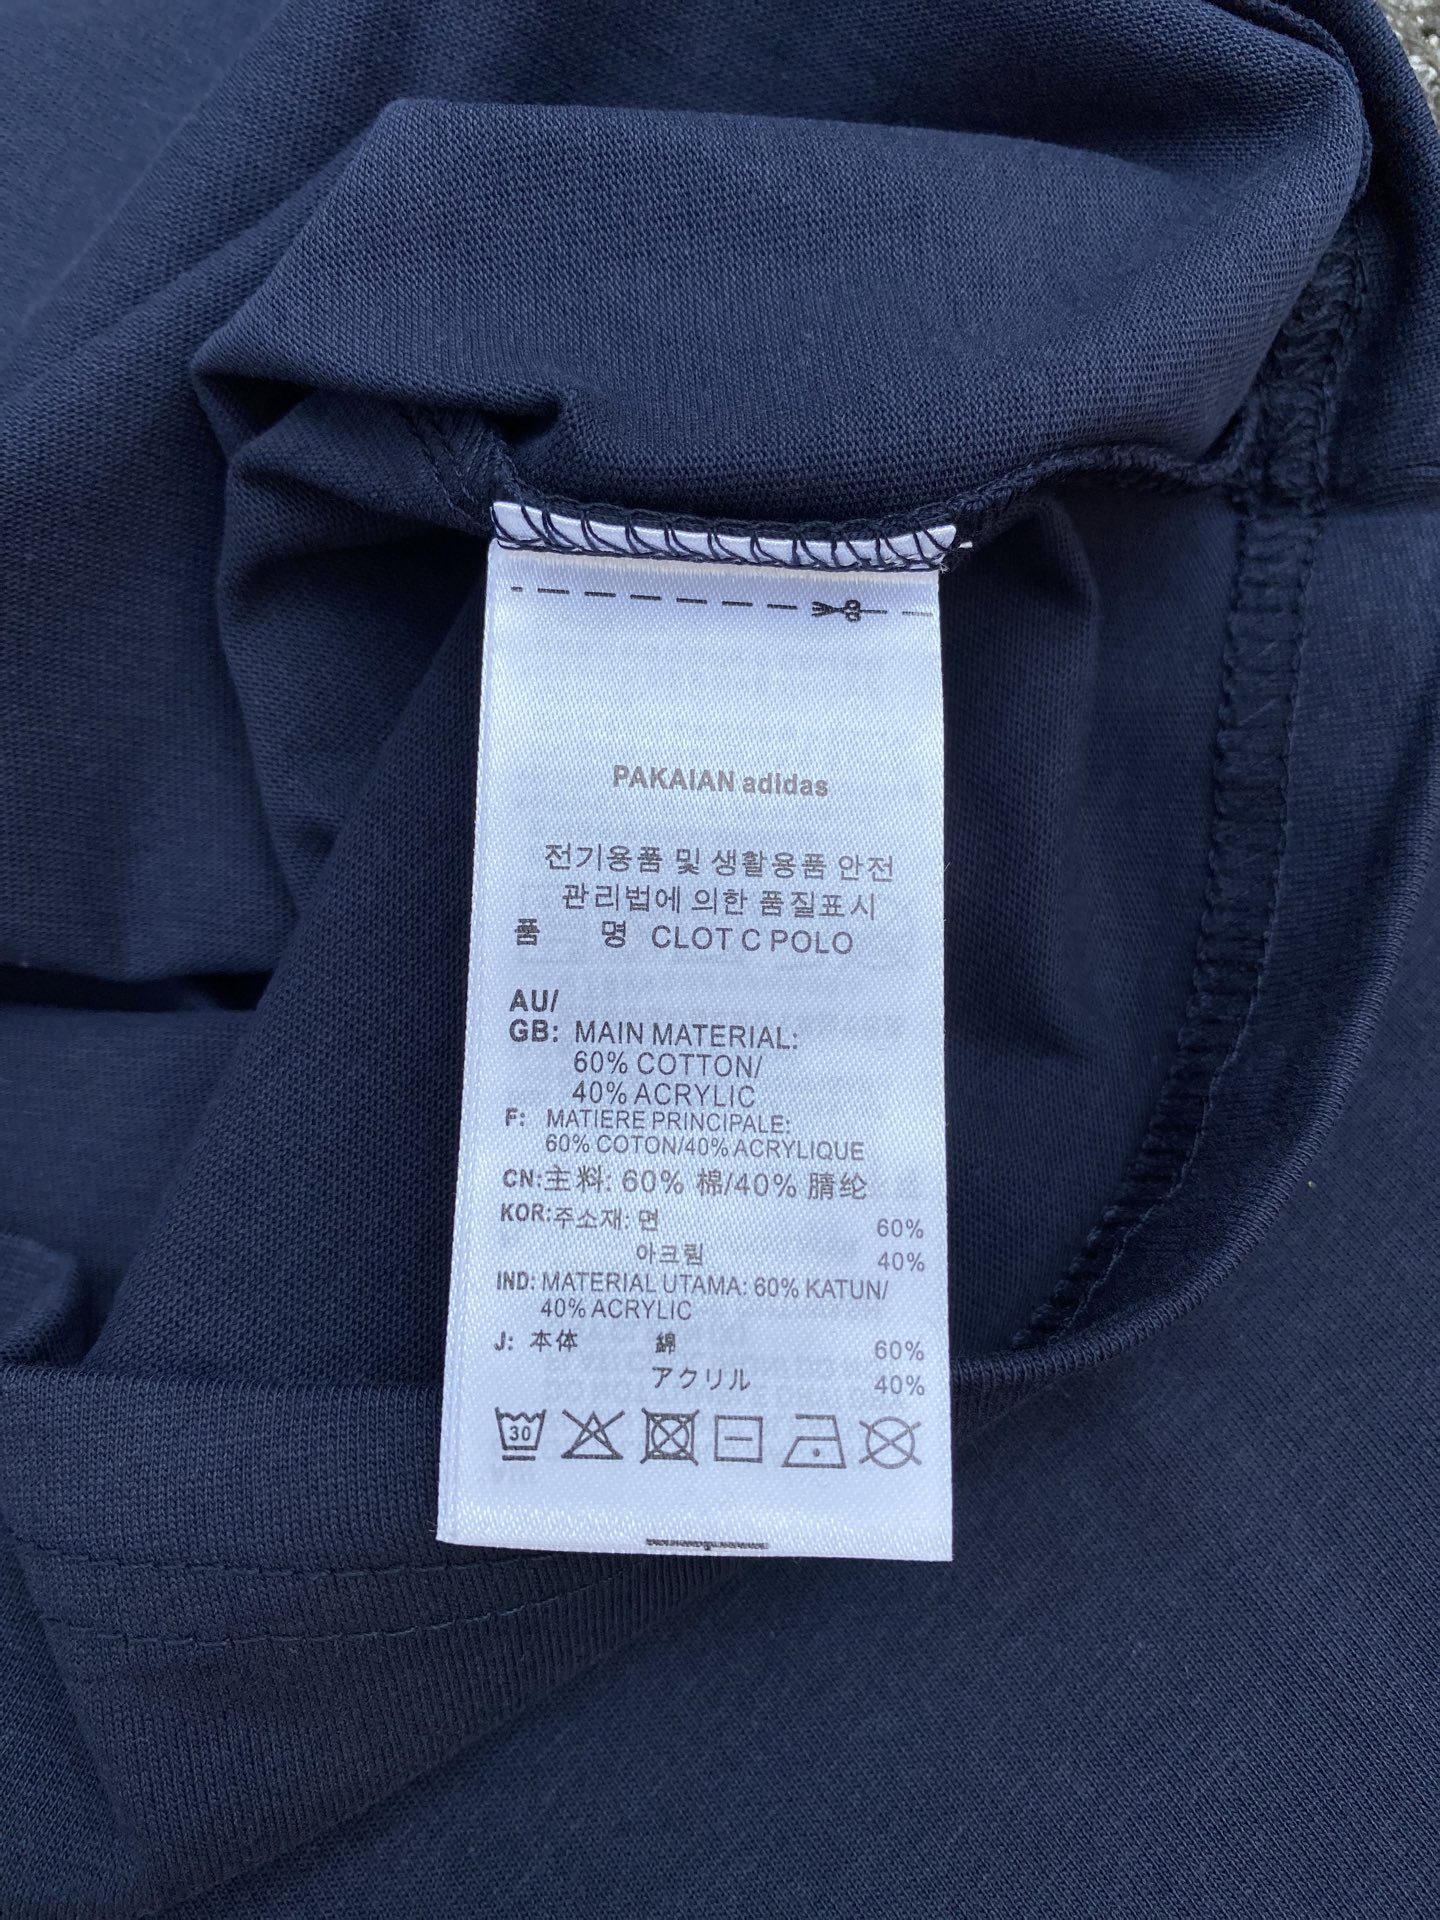 PAKAIAN adidas
전기용품 및 생활용품 안전
관리법에 의한 품질표시
품 명 CLOT C POLO
AU/
GB: MAIN MATERIAL:
60% COTTON/
40% ACRYLIC
F: MATIERE PRINCIPALE:
60% COTON/40% ACRYLIQUE
CN:主料: 60% 棉/40% 腈纶
KOR:주소재: 면 60%
아크릴 40%
IND: MATERIAL UTAMA: 60% KATUN/
40% ACRYLIC
J: 本体 綿 60%
アクリル 40%
30